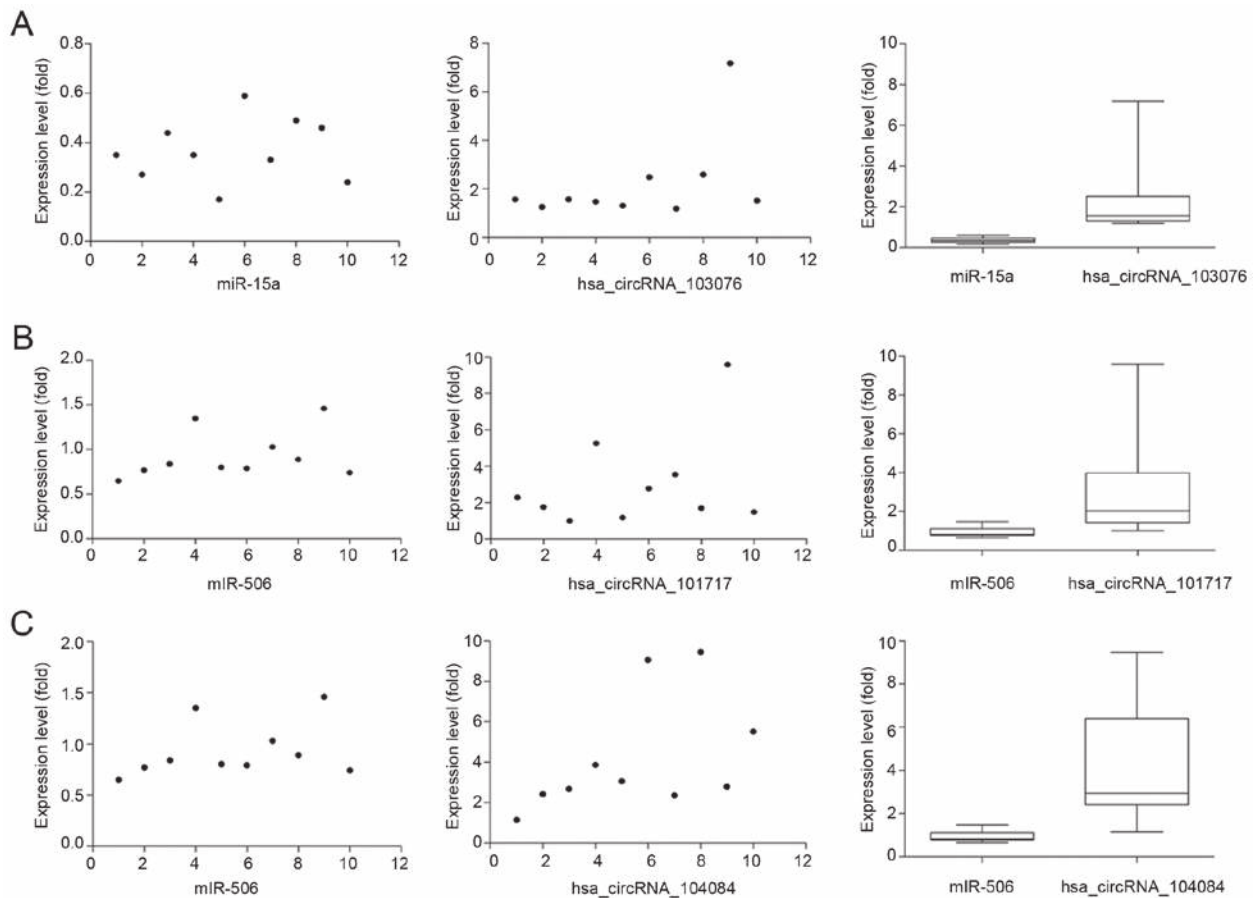 A
Expression level (fold)
0.8
0.6
0.4
0.2
0.0
0 2 4 6 8 10 12
miR-15a
Expression level (fold)
8
6
4
2
0
0 2 4 6 8 10 12
hsa_circRNA_103076
Expression level (fold)
10
8
6
4
2
0
miR-15a hsa_circRNA_103076
B
Expression level (fold)
2.0
1.5
1.0
0.5
0.0
0 2 4 6 8 10 12
mIR-506
Expression level (fold)
10
8
6
4
2
0
0 2 4 6 8 10 12
hsa_circRNA_101717
Expression level (fold)
10
8
6
4
2
0
mIR-506 hsa_circRNA_101717
C
Expression level (fold)
2.0
1.5
1.0
0.5
0.0
0 2 4 6 8 10 12
mIR-506
Expression level (fold)
10
8
6
4
2
0
0 2 4 6 8 10 12
hsa_circRNA_104084
Expression level (fold)
10
8
6
4
2
0
mIR-506 hsa_circRNA_104084